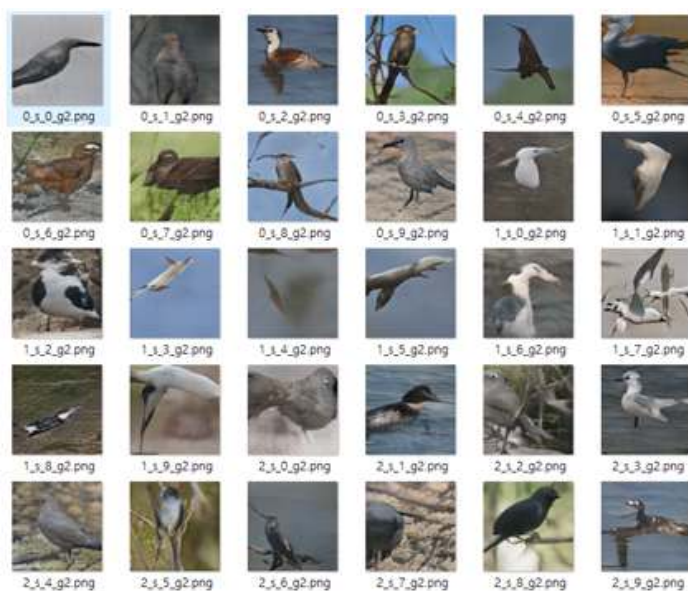 0_s_0_g2.png 0_s_1_g2.png 0_s_2_g2.png 0_s_3_g2.png 0_s_4_g2.png 0_s_5_g2.png
0_s_6_g2.png 0_s_7_g2.png 0_s_8_g2.png 0_s_9_g2.png 1_s_0_g2.png 1_s_1_g2.png
1_s_2_g2.png 1_s_3_g2.png 1_s_4_g2.png 1_s_5_g2.png 1_s_6_g2.png 1_s_7_g2.png
1_s_8_g2.png 1_s_9_g2.png 2_s_0_g2.png 2_s_1_g2.png 2_s_2_g2.png 2_s_3_g2.png
2_s_4_g2.png 2_s_5_g2.png 2_s_6_g2.png 2_s_7_g2.png 2_s_8_g2.png 2_s_9_g2.png